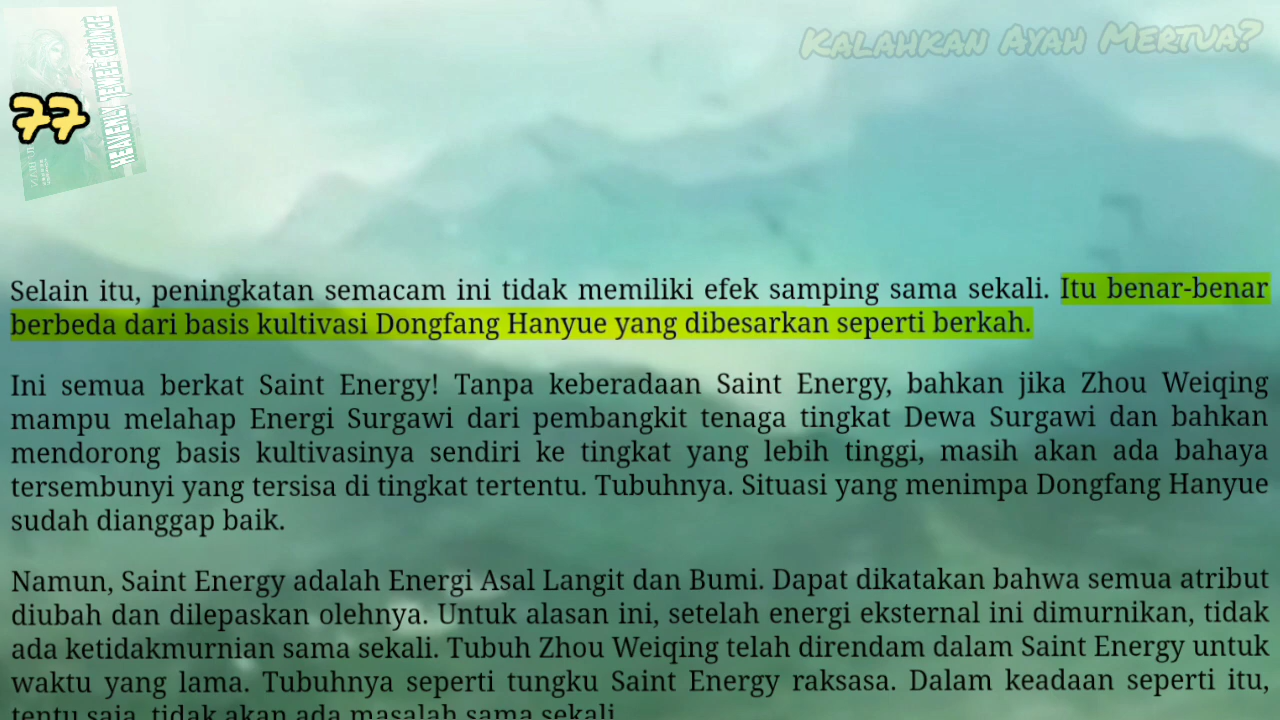 Kalahkan Ayah Mertua?
HEAVENLY JEWEL CHANGE
77
Selain itu, peningkatan semacam ini tidak memiliki efek samping sama sekali. Itu benar-benar
berbeda dari basis kultivasi Dongfang Hanyue yang dibesarkan seperti berkah.
Ini semua berkat Saint Energy! Tanpa keberadaan Saint Energy, bahkan jika Zhou Weiqing
mampu melahap Energi Surgawi dari pembangkit tenaga tingkat Dewa Surgawi dan bahkan
mendorong basis kultivasinya sendiri ke tingkat yang lebih tinggi, masih akan ada bahaya
tersembunyi yang tersisa di tingkat tertentu. Tubuhnya. Situasi yang menimpa Dongfang Hanyue
sudah dianggap baik.
Namun, Saint Energy adalah Energi Asal Langit dan Bumi. Dapat dikatakan bahwa semua atribut
diubah dan dilepaskan olehnya. Untuk alasan ini, setelah energi eksternal ini dimurnikan, tidak
ada ketidakmurnian sama sekali. Tubuh Zhou Weiqing telah direndam dalam Saint Energy untuk
waktu yang lama. Tubuhnya seperti tungku Saint Energy raksasa. Dalam keadaan seperti itu,
tentu saja, tidak akan ada masalah sama sekali